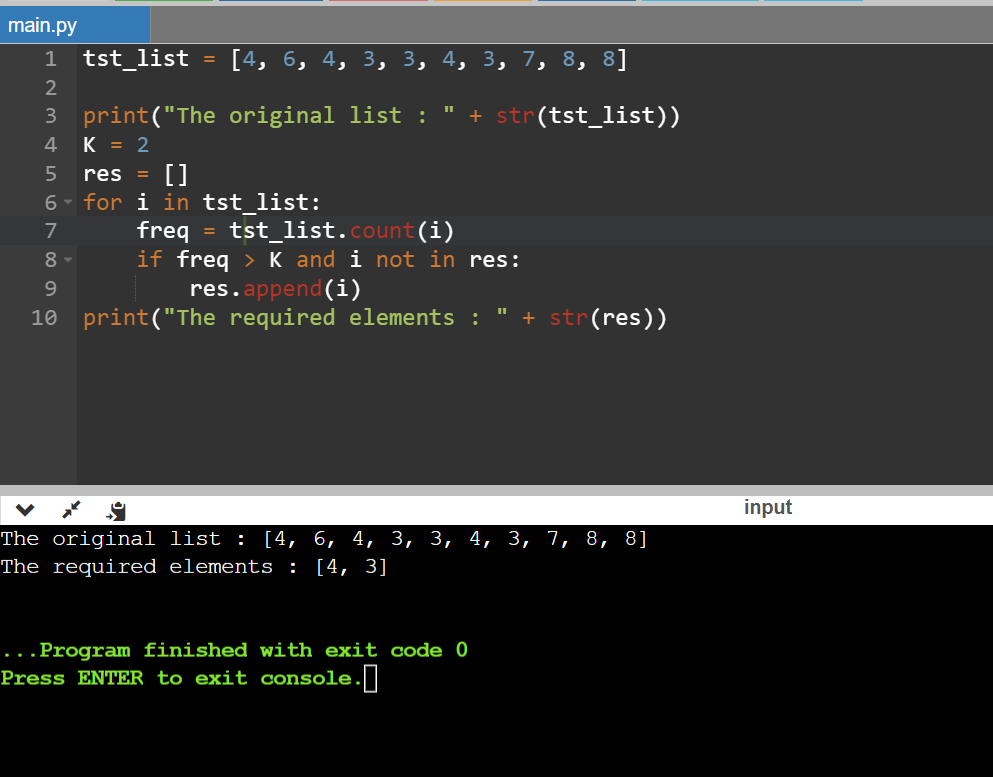 main.py
1 tst_list = [4, 6, 4, 3, 3, 4, 3, 7, 8, 8]
2
3 print("The original list : " + str(tst_list))
4 K = 2
5 res = []
6 for i in tst_list:
7     freq = tst_list.count(i)
8     if freq > K and i not in res:
9         res.append(i)
10 print("The required elements : " + str(res))
input
The original list : [4, 6, 4, 3, 3, 4, 3, 7, 8, 8]
The required elements : [4, 3]
...Program finished with exit code 0
Press ENTER to exit console.